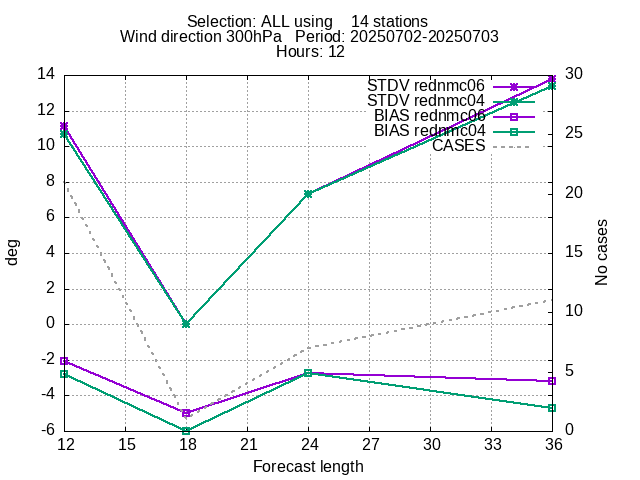 Selection: ALL using    14 stations
Wind direction 300hPa   Period: 20250702-20250703
Hours: 12
14
12
10
8
6
4
2
0
-2
-4
-6
deg
30
25
20
15
10
5
0
No cases
STDV rednmc06
STDV rednmc04
BIAS rednmc06
BIAS rednmc04
CASES
12 15 18 21 24 27 30 33 36
Forecast length